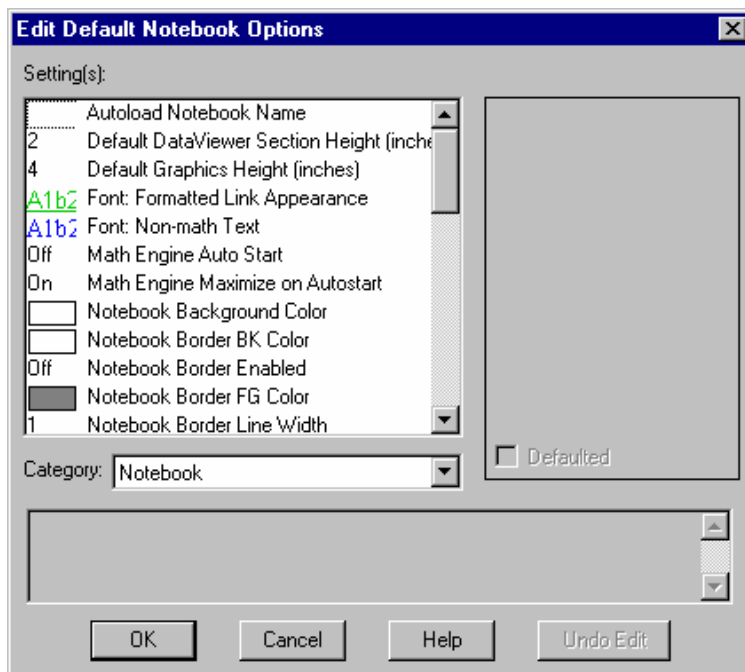 Edit Default Notebook Options
Setting(s):
Autoload Notebook Name
2 Default DataViewer Section Height (inche
4 Default Graphics Height (inches)
A1b2 Font: Formatted Link Appearance
A1b2 Font: Non-math Text
Off Math Engine Auto Start
On Math Engine Maximize on Autostart
Notebook Background Color
Notebook Border BK Color
Off Notebook Border Enabled
Notebook Border FG Color
1 Notebook Border Line Width
Defaulted
Category: Notebook
OK Cancel Help Undo Edit